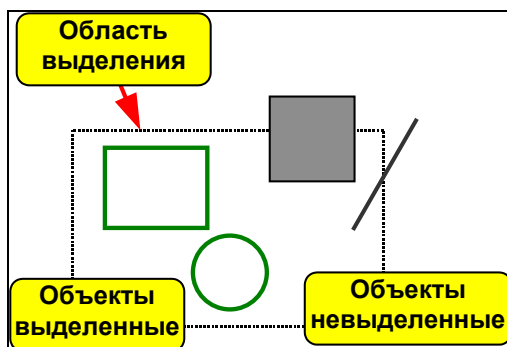 Область
выделения
Объекты
выделенные
Объекты
невыделенные